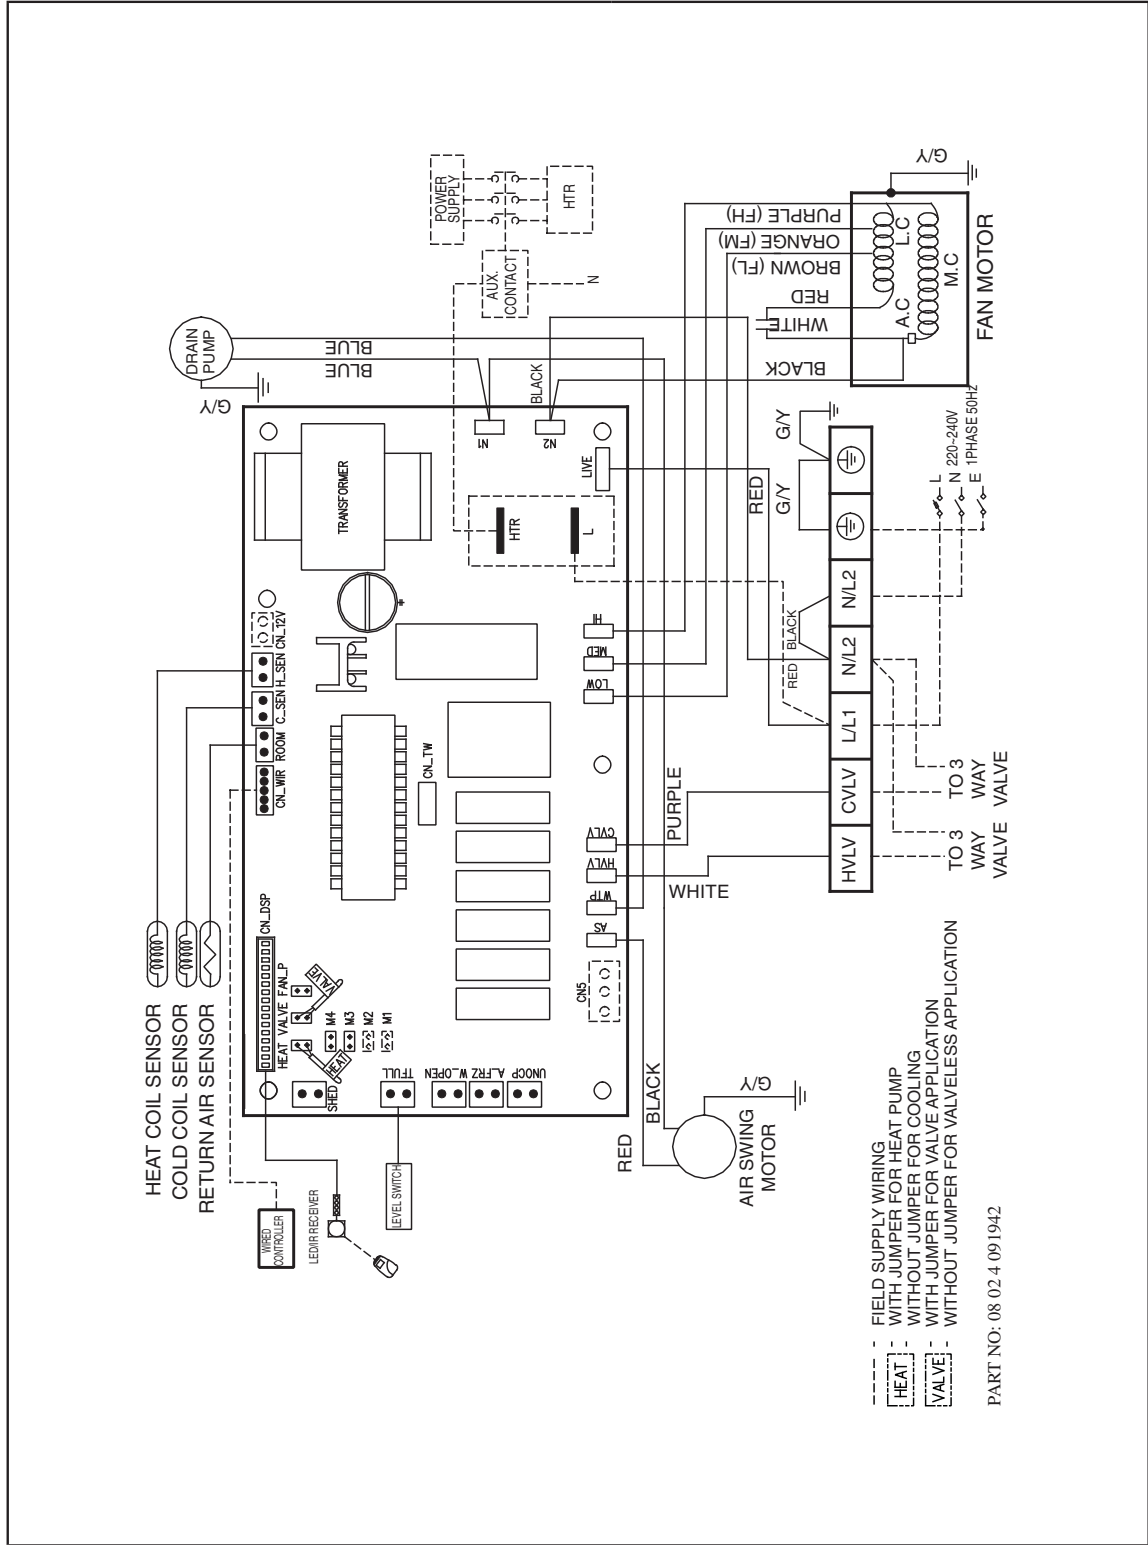 HEAT COIL SENSOR
COLD COIL SENSOR
RETURN AIR SENSOR
WIRED
CONTROLLER
LED/IR RECEIVER
LEVEL SWITCH
CN_DSP
CN_WIR
ROOM
C_SEN
H_SEN
CN_12V
HEAT
VALVE
FAN_P
HEAT
VALVE
M4
M3
M2
M1
SHED
TFULL
W_OPEN
A_FRZ
UNOCP
CN_TW
TRANSFORMER
CN5
AS
WTP
HVLV
CVLV
LOW
MED
HI
LIVE
HTR
L
N1
N2
DRAIN
PUMP
G/Y
BLUE
BLUE
BLACK
POWER
SUPPLY
HTR
AUX.
CONTACT
N
PURPLE (FH)
ORANGE (FM)
BROWN (FL)
RED
WHITE
BLACK
G/Y
L.C
A.C
M.C
FAN MOTOR
RED
BLACK
WHITE
PURPLE
RED
AIR SWING
MOTOR
G/Y
RED
BLACK
G/Y
G/Y
HVLV
CVLV
L/L1
N/L2
N/L2
L
N
E
220~240V
1PHASE 50Hz
TO 3
WAY
VALVE
TO 3
WAY
VALVE
- FIELD SUPPLY WIRING
HEAT
- WITH JUMPER FOR HEAT PUMP
- WITHOUT JUMPER FOR COOLING
VALVE
- WITH JUMPER FOR VALVE APPLICATION
- WITHOUT JUMPER FOR VALVELESS APPLICATION
PART NO: 08 02 4 091942